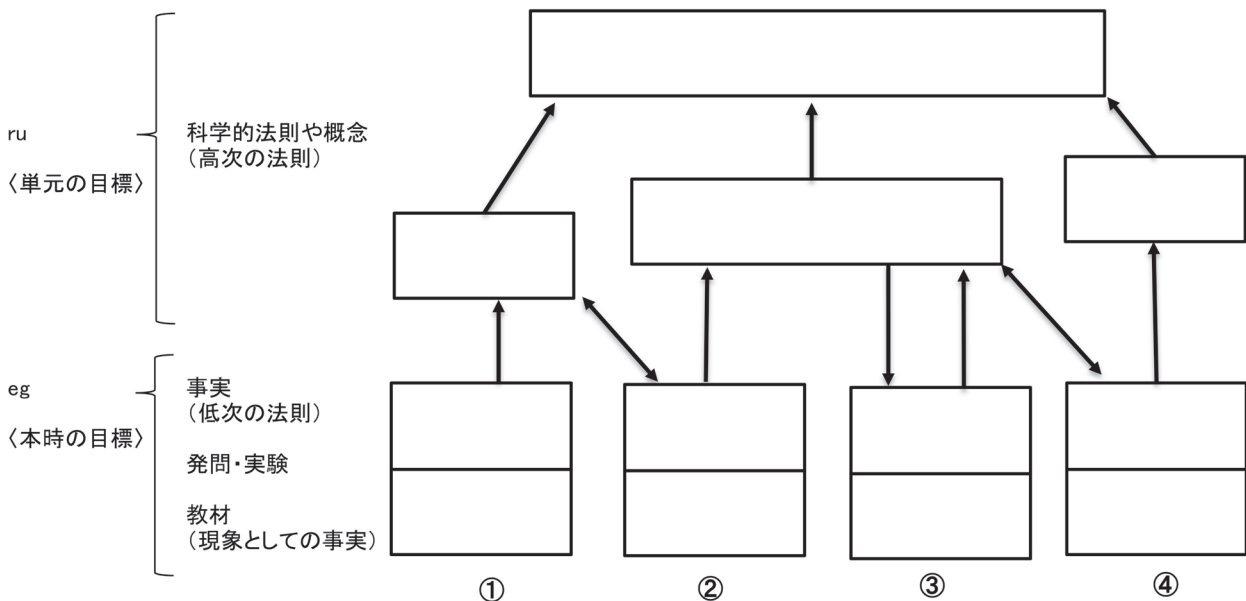 ru
〈単元の目標〉
科学的法則や概念
（高次の法則）
eg
〈本時の目標〉
事実
（低次の法則）
発問・実験
教材
（現象としての事実）
①
②
③
④